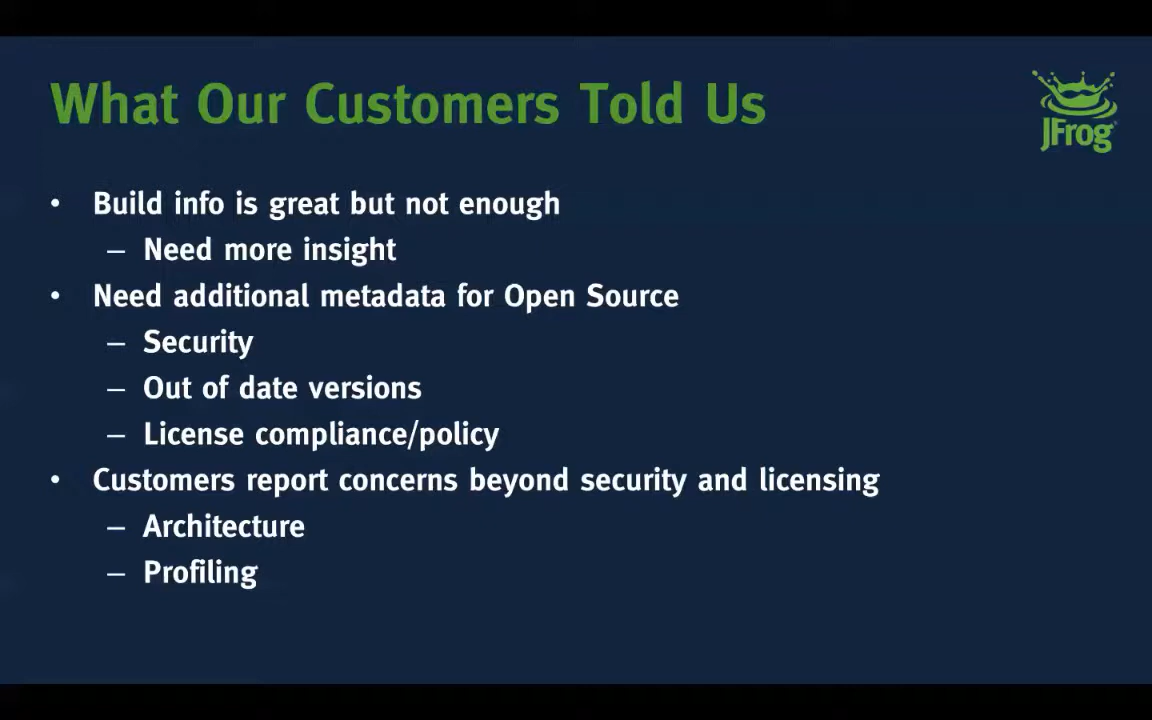 What Our Customers Told Us
JFrog
• Build info is great but not enough
– Need more insight
• Need additional metadata for Open Source
– Security
– Out of date versions
– License compliance/policy
• Customers report concerns beyond security and licensing
– Architecture
– Profiling